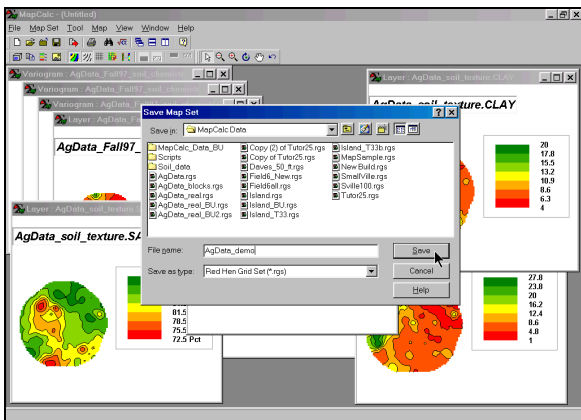 MapCalc - (Untitled)
File Map Set Tool Map View Window Help
Variogram : AgData_Fall97_soil_chemistr
Variogram : AgData_Fall97_soil_chemi
Variogram : AgData_F
Layer : AgData_F
AgData_Fall97_
Layer : AgData_soil_texture.CLAY
AgData_soil_texture.CLAY
20
17.8
15.5
13.2
10.9
8.6
6.3
4
Save Map Set
Save in: MapCalc Data
MapCalc_Data_BU
Scripts
Soil_data
AgData.rgs
AgData_blocks.rgs
AgData_real.rgs
AgData_real_BU.rgs
AgData_real_BU2.rgs
Copy (2) of Tutor25.rgs
Copy of Tutor25.rgs
Daves_50_ft.rgs
Field6_New.rgs
Field6all.rgs
Island.rgs
Island_BU.rgs
Island_T33.rgs
Island_T33b.rgs
MapSample.rgs
New Build.rgs
SmallVille.rgs
Sville100.rgs
Tutor25.rgs
File name: AgData_demo
Save
Save as type: Red Hen Grid Set (*.rgs)
Cancel
Help
Layer : AgData_soil_texture.S
AgData_soil_texture.SA
81.5
78.5
75.5
72.5 Pct
27.8
23.8
20
16.2
12.4
8.6
4.8
1